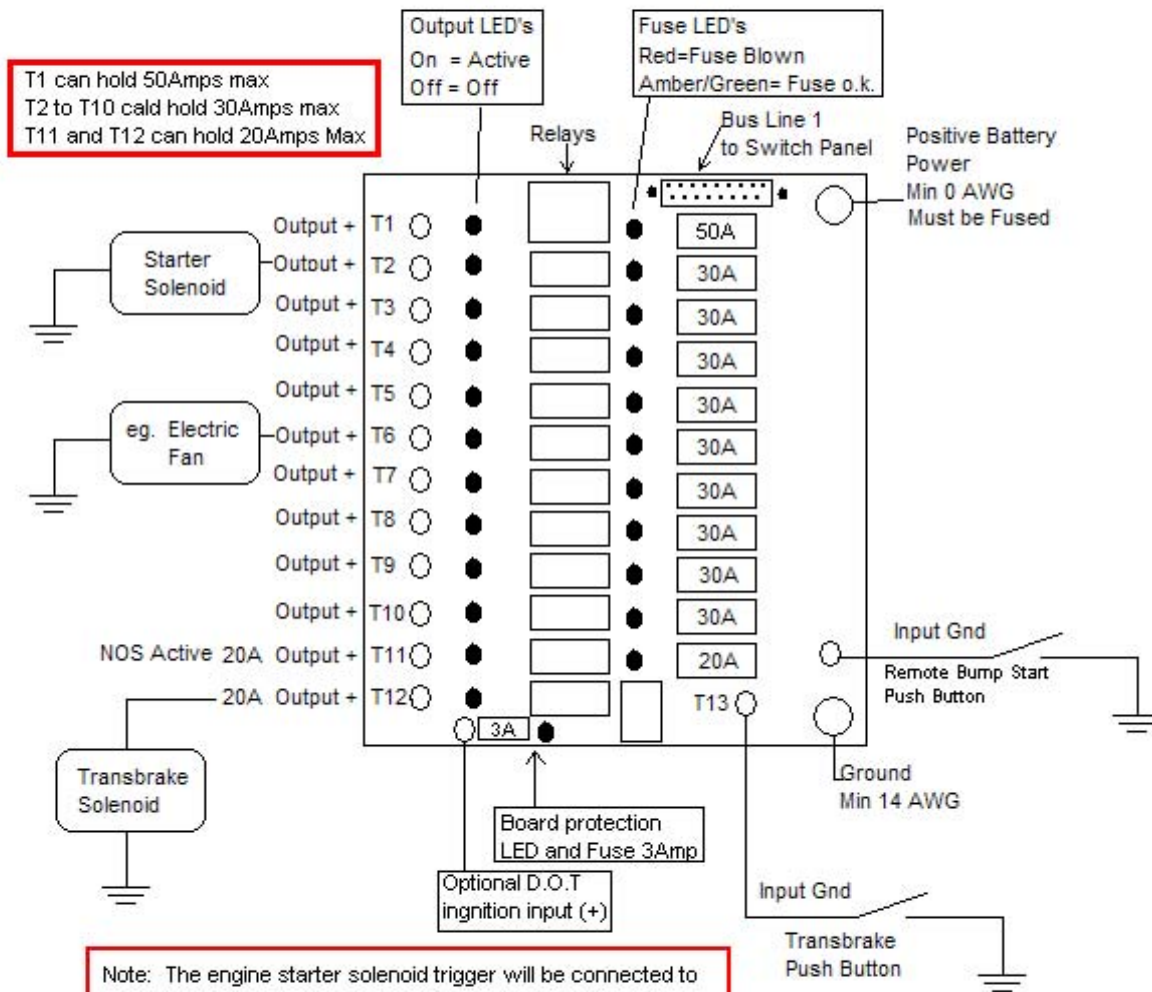 T1 can hold 50Amps max
T2 to T10 cald hold 30Amps max
T11 and T12 can hold 20Amps Max
Output LED's
On = Active
Off = Off
Fuse LED's
Red=Fuse Blown
Amber/Green= Fuse o.k.
Relays
Bus Line 1
to Switch Panel
Positive Battery
Power
Min 0 AWG
Must be Fused
Output + T1
50A
Starter
Solenoid
Output + T2
30A
Output + T3
30A
Output + T4
30A
Output + T5
30A
eg. Electric
Fan
Output + T6
30A
Output + T7
30A
Output + T8
30A
Output + T9
30A
Output + T10
30A
NOS Active 20A Output + T11
20A
20A Output + T12
T13
3A
Input Gnd
Remote Bump Start
Push Button
Transbrake
Solenoid
Ground
Min 14 AWG
Board protection
LED and Fuse 3Amp
Optional D.O.T
ingnition input (+)
Input Gnd
Transbrake
Push Button
Note: The engine starter solenoid trigger will be connected to